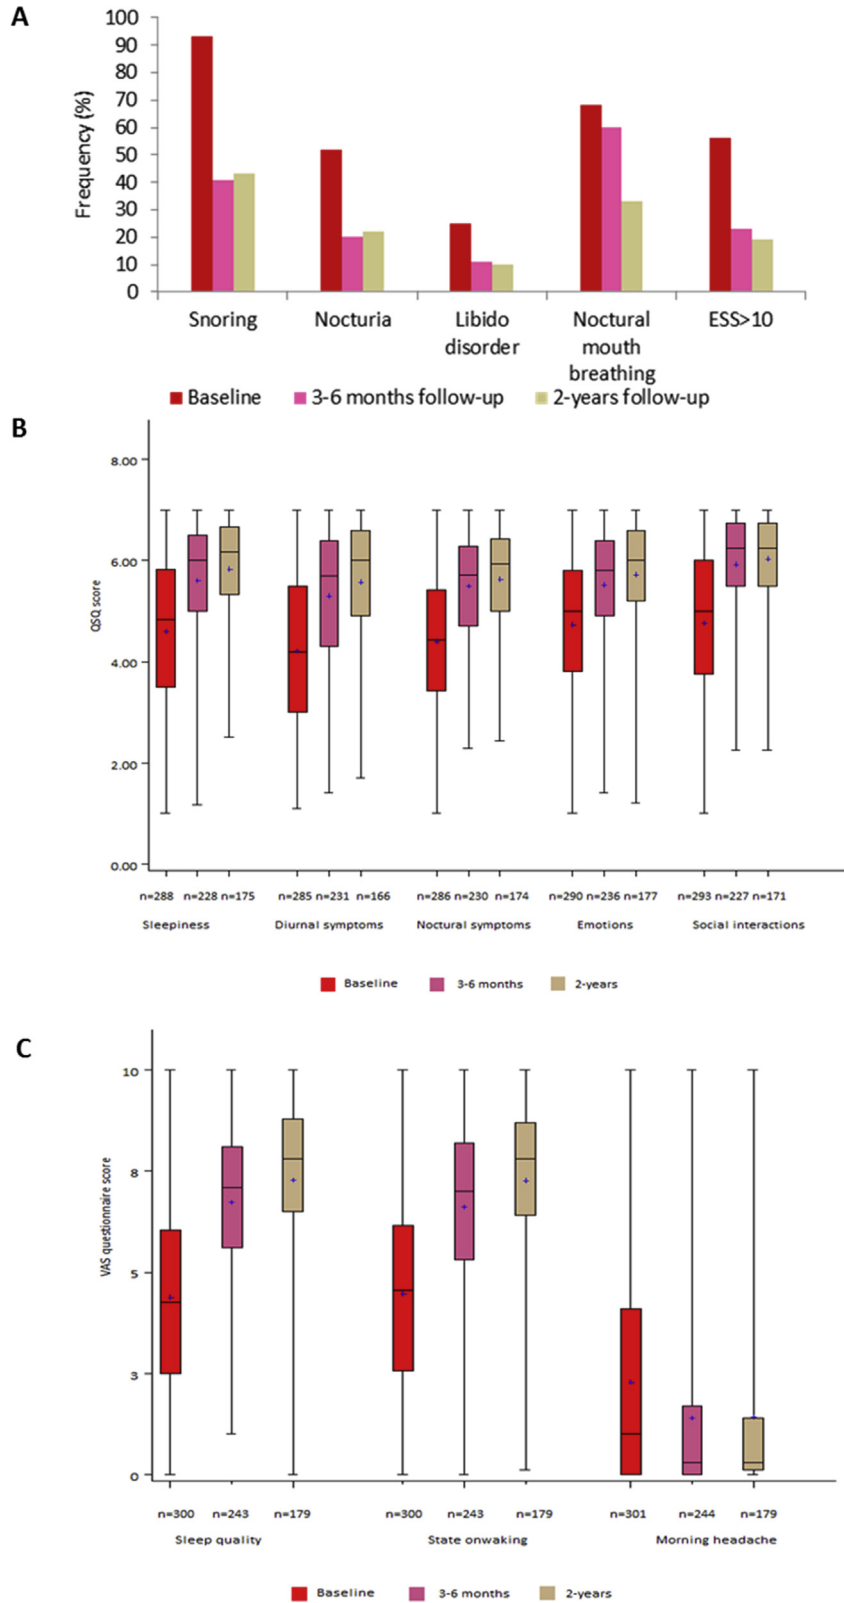 A
100
90
80
70
60
50
40
30
20
10
0
Frequency (%)
Snoring Nocturia Libido Noctural ESS>10
disorder mouth
breathing
Baseline 3-6 months follow-up 2-years follow-up
B
8.00
6.00
4.00
2.00
0.00
QSQ score
n=288 n=228 n=175 n=285 n=231 n=166 n=286 n=230 n=174 n=290 n=236 n=177 n=293 n=227 n=171
Sleepiness Diurnal symptoms Noctural symptoms Emotions Social interactions
Baseline 3-6 months 2-years
C
10
8
5
3
0
VAS questionnaire score
n=300 n=243 n=179 n=300 n=243 n=179 n=301 n=244 n=179
Sleep quality State onwaking Morning headache
Baseline 3-6 months 2-years